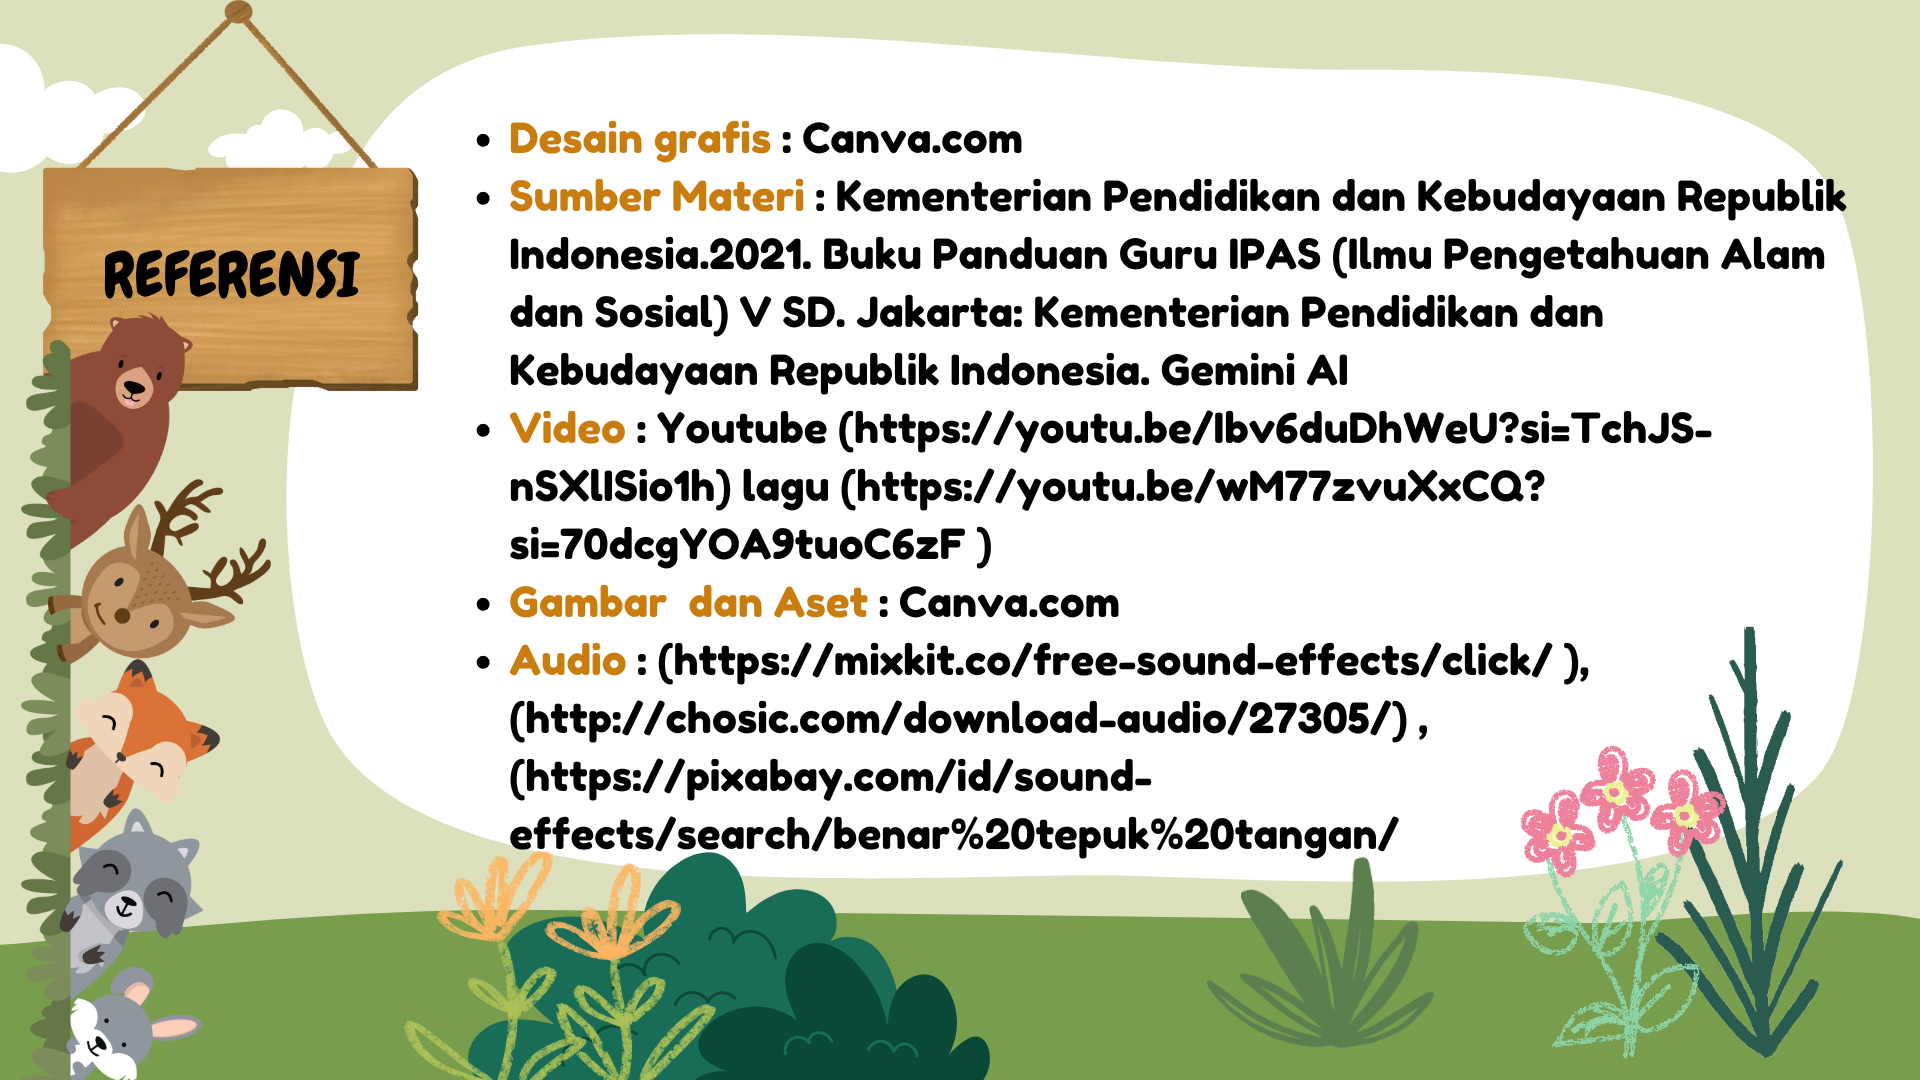 REFERENSI
• Desain grafis : Canva.com
• Sumber Materi : Kementerian Pendidikan dan Kebudayaan Republik
Indonesia.2021. Buku Panduan Guru IPAS (Ilmu Pengetahuan Alam
dan Sosial) V SD. Jakarta: Kementerian Pendidikan dan
Kebudayaan Republik Indonesia. Gemini AI
• Video : Youtube (https://youtu.be/Ibv6duDhWeU?si=TchJS-
nSXlISio1h) lagu (https://youtu.be/wM77zvuXxCQ?
si=70dcgYOA9tuoC6zF )
• Gambar  dan Aset : Canva.com
• Audio : (https://mixkit.co/free-sound-effects/click/ ),
(http://chosic.com/download-audio/27305/) ,
(https://pixabay.com/id/sound-
effects/search/benar%20tepuk%20tangan/